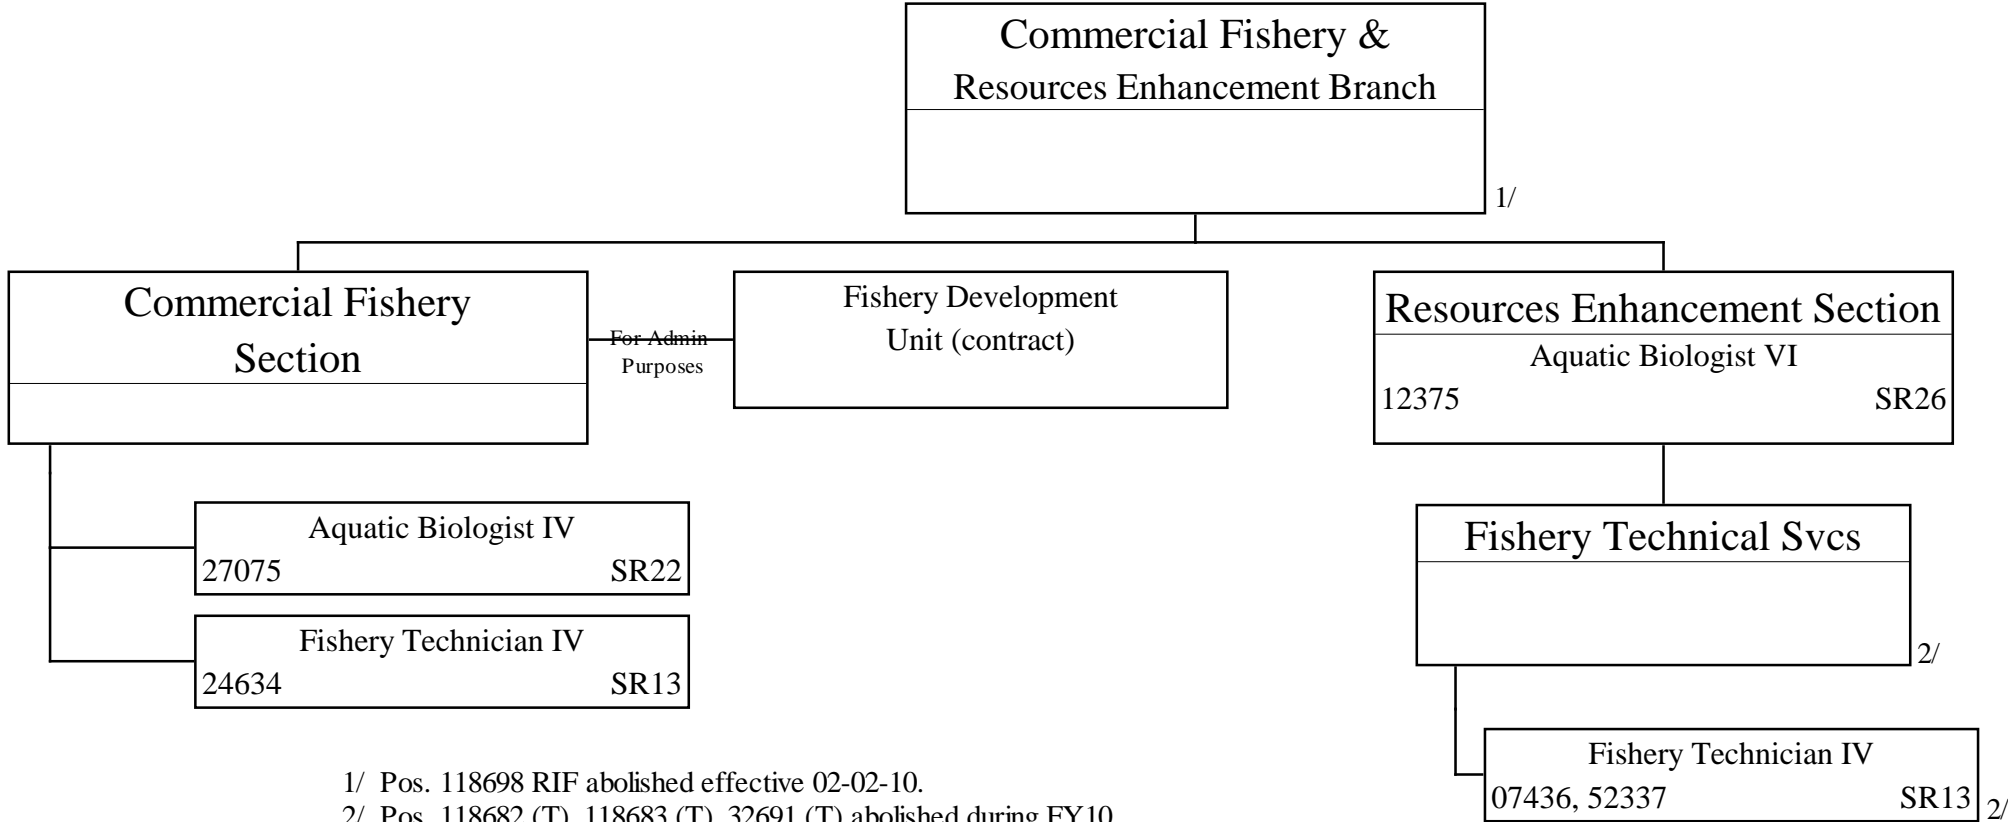 Commercial Fishery &
Resources Enhancement Branch
1/
Commercial Fishery
Section
For Admin
Purposes
Fishery Development
Unit (contract)
Resources Enhancement Section
Aquatic Biologist VI
12375 SR26
Aquatic Biologist IV
27075 SR22
Fishery Technician IV
24634 SR13
Fishery Technical Svcs
2/
Fishery Technician IV
07436, 52337 SR13 2/
1/ Pos. 118698 RIF abolished effective 02-02-10.
2/ Pos. 118682 (T), 118683 (T), 32691 (T) abolished during FY10